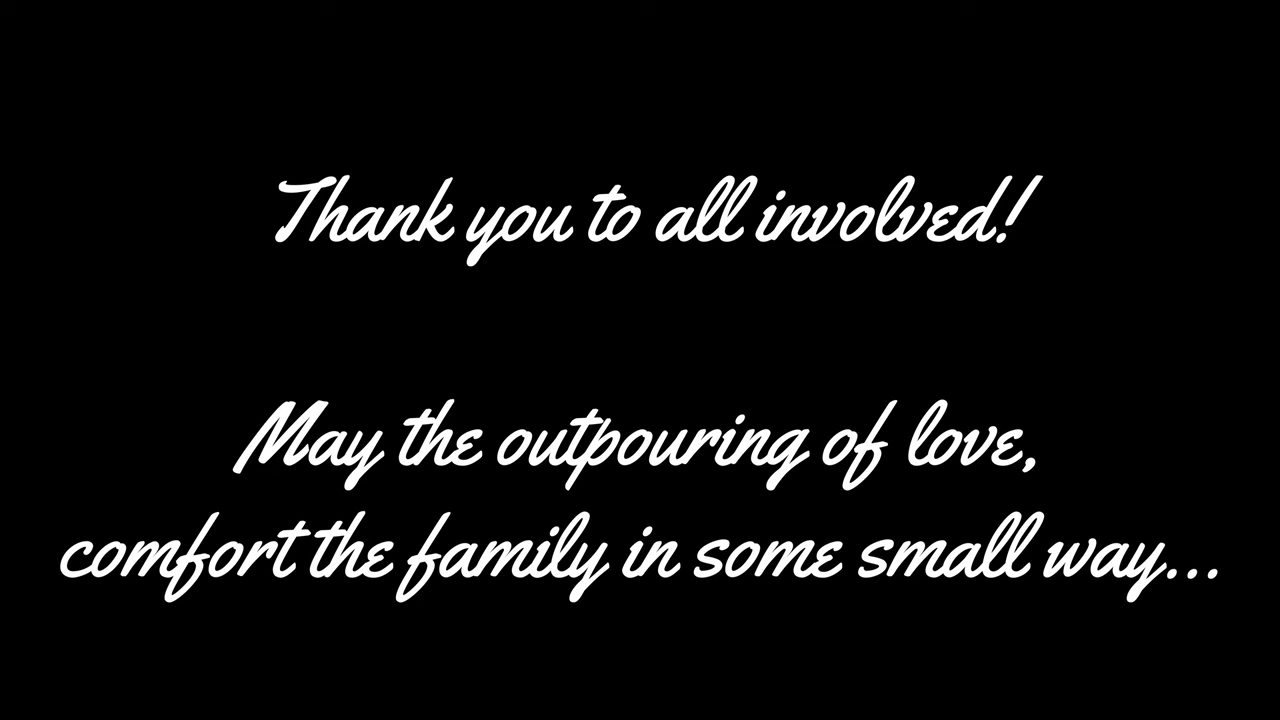 Thank you to all involved!
May the outpouring of love,
comfort the family in some small way...